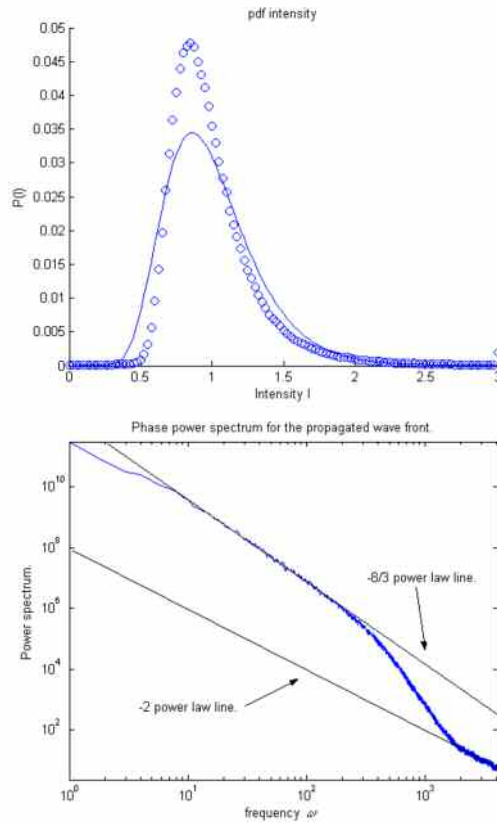 pdf intensity
0.05
0.045
0.04
0.035
0.03
0.025
0.02
0.015
0.01
0.005
0
P(I)
0 0.5 1 1.5 2 2.5 3
Intensity I
Phase power spectrum for the propagated wave front.
10^10
10^8
10^6
10^4
10^2
Power spectrum.
-8/3 power law line.
-2 power law line.
10^0 10^1 10^2 10^3
frequency ω